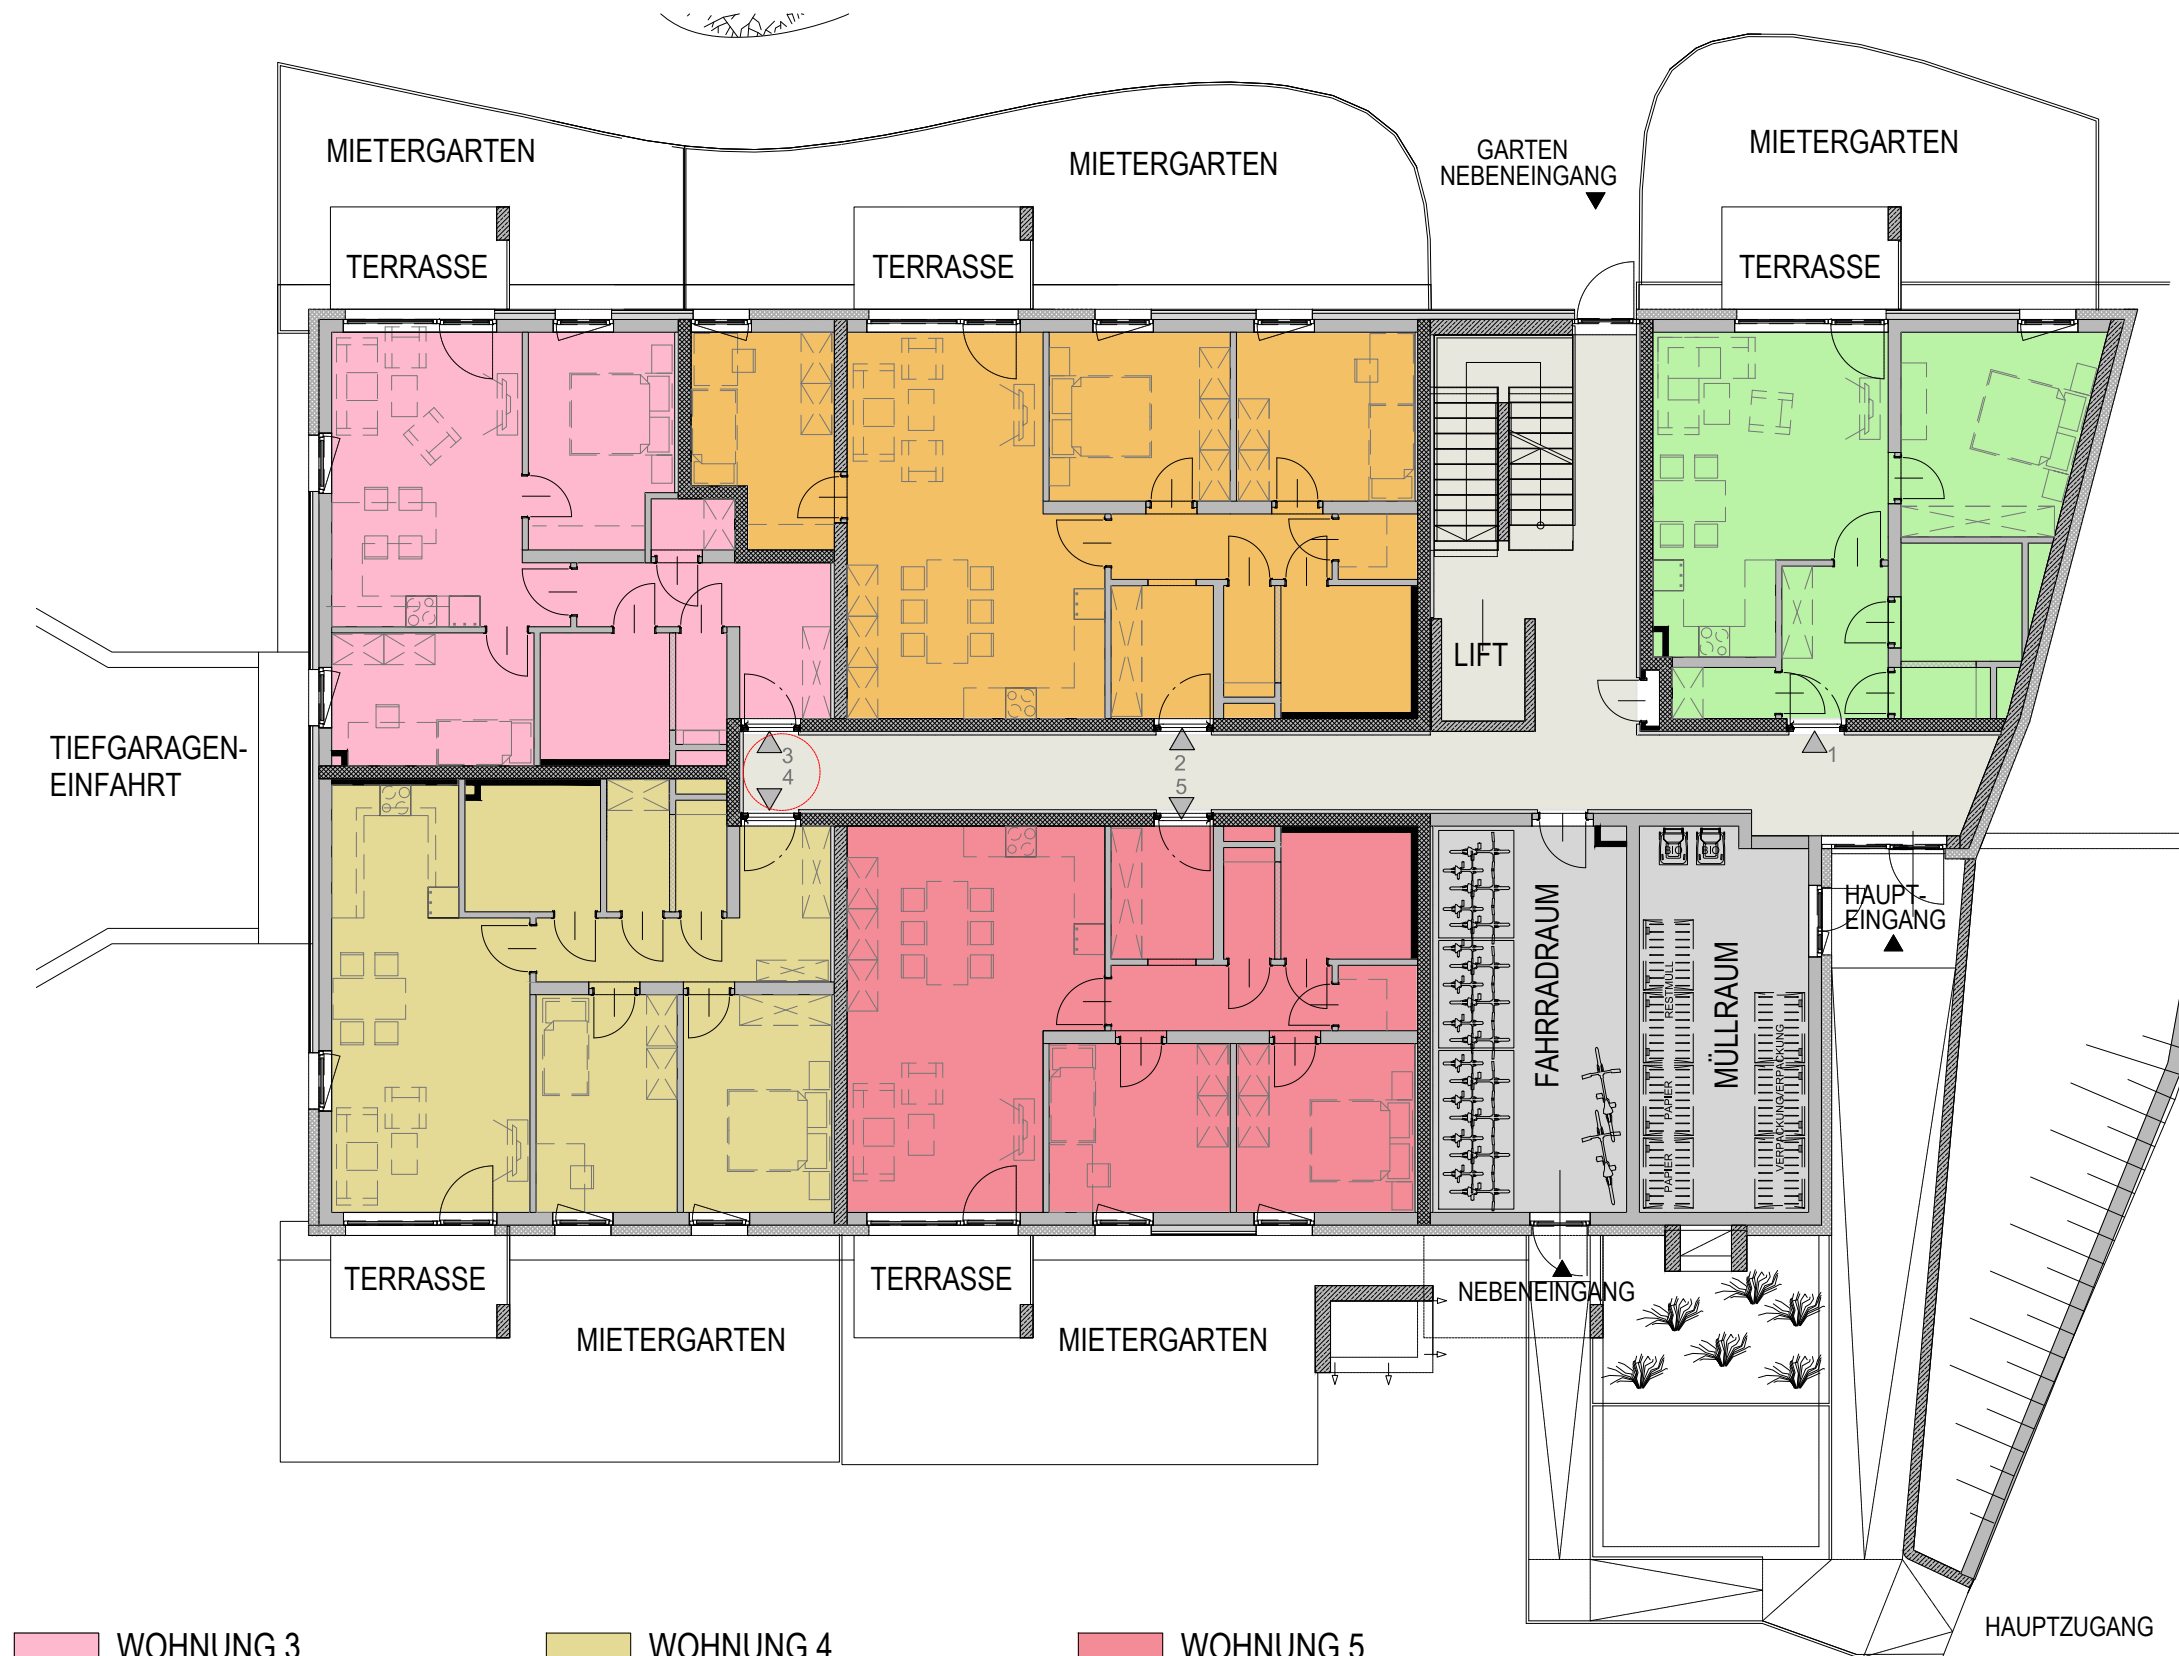 MIETERGARTEN
MIETERGARTEN
GARTEN
NEBENEINGANG
MIETERGARTEN
TERRASSE
TERRASSE
TERRASSE
LIFT
TIEFGARAGEN-
EINFAHRT
3
4
2
5
1
BIO
BIO
HAUPT-
EINGANG
FAHRRADRAUM
MÜLLRAUM
RESTMÜLL
PAPIER
PAPIER
VERPACKUNG
VERPACKUNG
TERRASSE
TERRASSE
NEBENEINGANG
MIETERGARTEN
MIETERGARTEN
HAUPTZUGANG
WOHNUNG 3
WOHNUNG 4
WOHNUNG 5